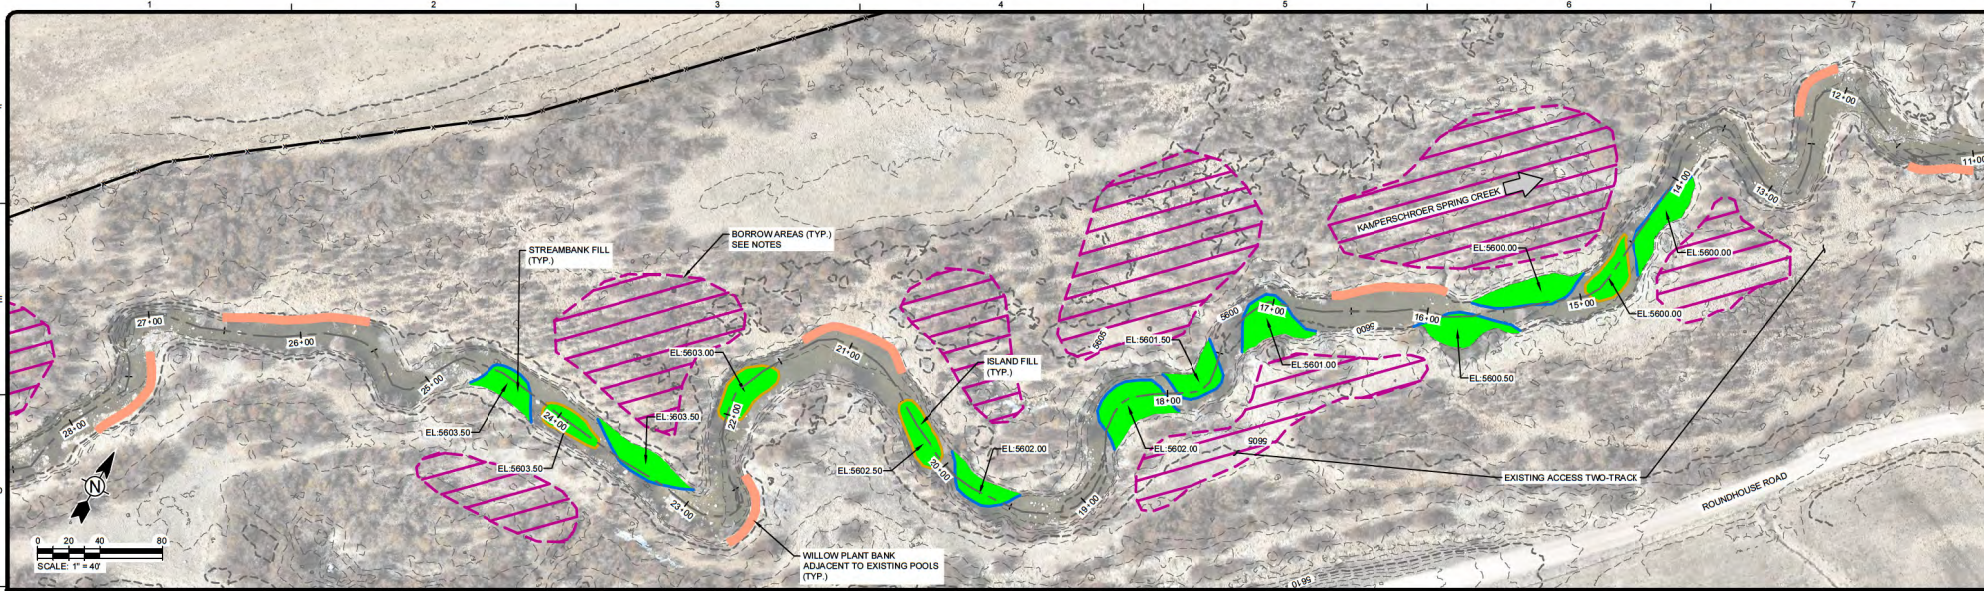 1 2 3 4 5 6 7
STREAMBANK FILL
(TYP.)
BORROW AREAS (TYP.)
SEE NOTES
KAMPERSCHROER SPRING CREEK
12+00
11+00
13+00
14+00
EL:5600.00
EL:5600.00
EL:5600.00
15+00
16+00
5600
5600
17+00
EL:5601.50
EL:5601.00
EL:5600.50
5605
27+00
26+00
25+00
28+00
EL:5603.00
21+00
ISLAND FILL
(TYP.)
22+00
24+00
EL:5603.50
EL:5603.50
EL:5603.50
23+00
EL:5602.50
20+00
EL:5602.00
18+00
EL:5602.00
19+00
5605
EXISTING ACCESS TWO-TRACK
ROUNDHOUSE ROAD
5610
WILLOW PLANT BANK
ADJACENT TO EXISTING POOLS
(TYP.)
N
0 20 40 80
SCALE: 1" = 40'